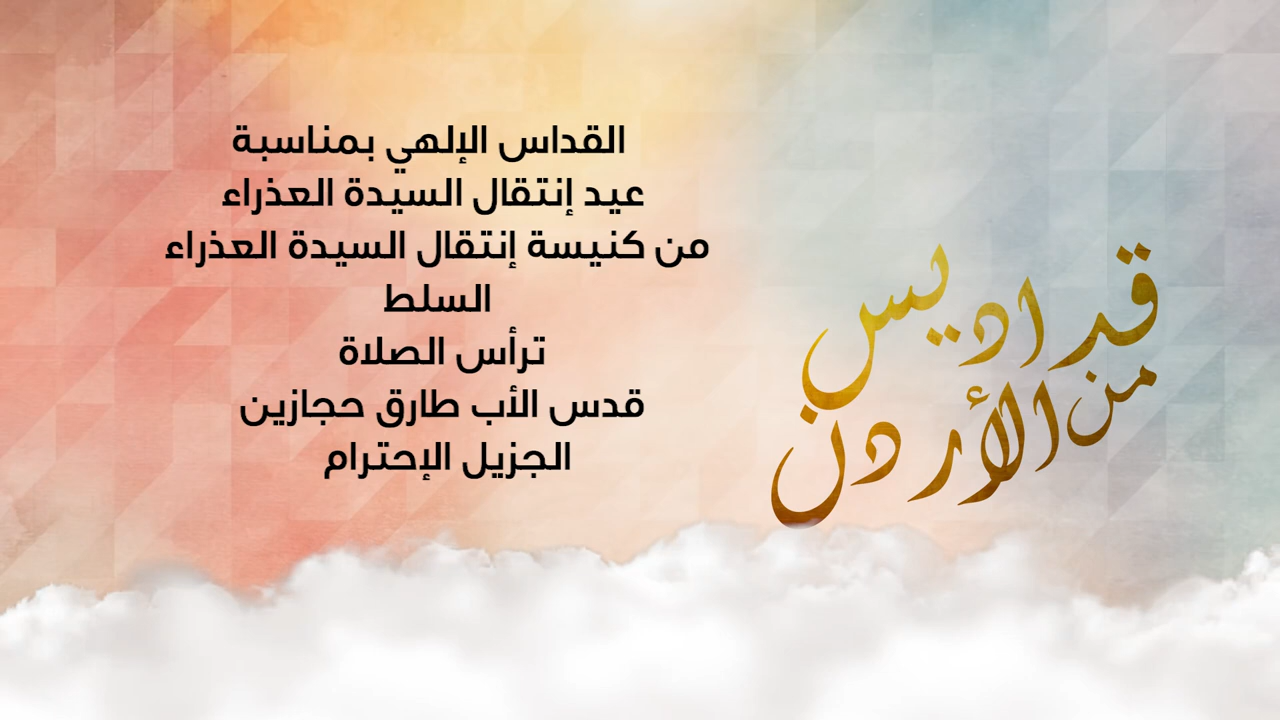 القداس الإلهي بمناسبة
عيد إنتقال السيدة العذراء
من كنيسة إنتقال السيدة العذراء
السلط
ترأس الصلاة
قدس الأب طارق حجازين
الجزيل الإحترام
قداديس
من الأردن